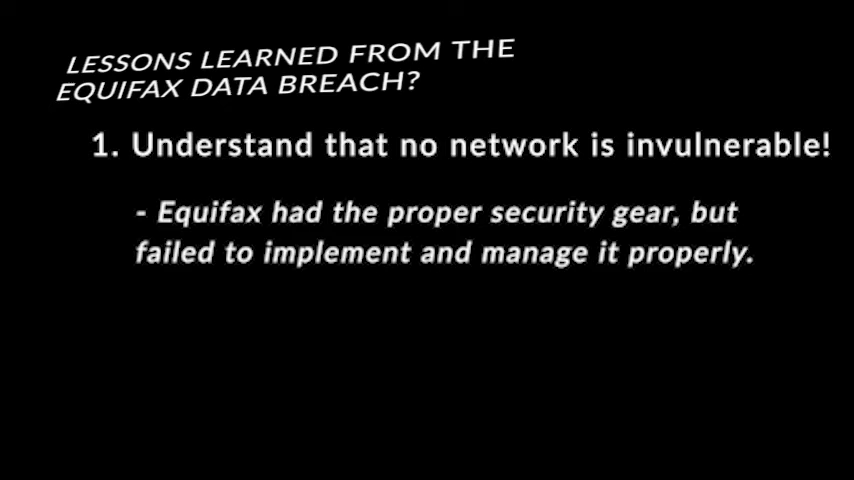 LESSONS LEARNED FROM THE
EQUIFAX DATA BREACH?
1. Understand that no network is invulnerable!
- Equifax had the proper security gear, but
failed to implement and manage it properly.